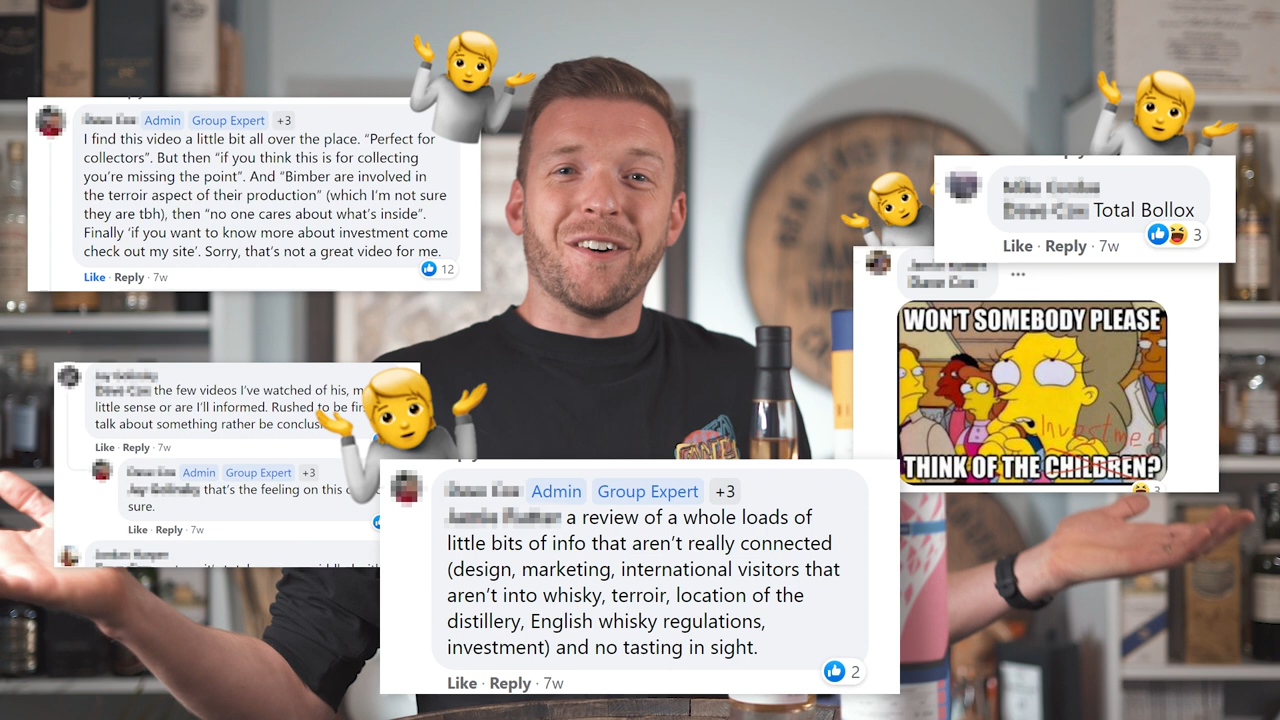 Admin Group Expert +3
I find this video a little bit all over the place. “Perfect for
collectors”. But then “if you think this is for collecting
you’re missing the point”. And “Bimber are involved in
the terroir aspect of their production” (which I’m not sure
they are tbh), then “no one cares about what’s inside”.
Finally ‘if you want to know more about investment come
check out my sm’. Sorry, that’s not a great video for me.
12
Like · Reply · 7w
the few videos I’ve watched of his, m
little sense or are I’ll informed. Rushed to be fir
talk about something rather be conclus
Like · Reply · 7w
Admin Group Expert +3
that’s the feeling on this
sure.
Like · Reply · 7w
Admin Group Expert +3
a review of a whole loads of
little bits of info that aren’t really connected
(design, marketing, international visitors that
aren’t into whisky, terroir, location of the
distillery, English whisky regulations,
investment) and no tasting in sight.
2
Like · Reply · 7w
Total Bollox
Like · Reply · 7w
3
...
WON'T SOMEBODY PLEASE
Investment
THINK OF THE CHILDREN?
3